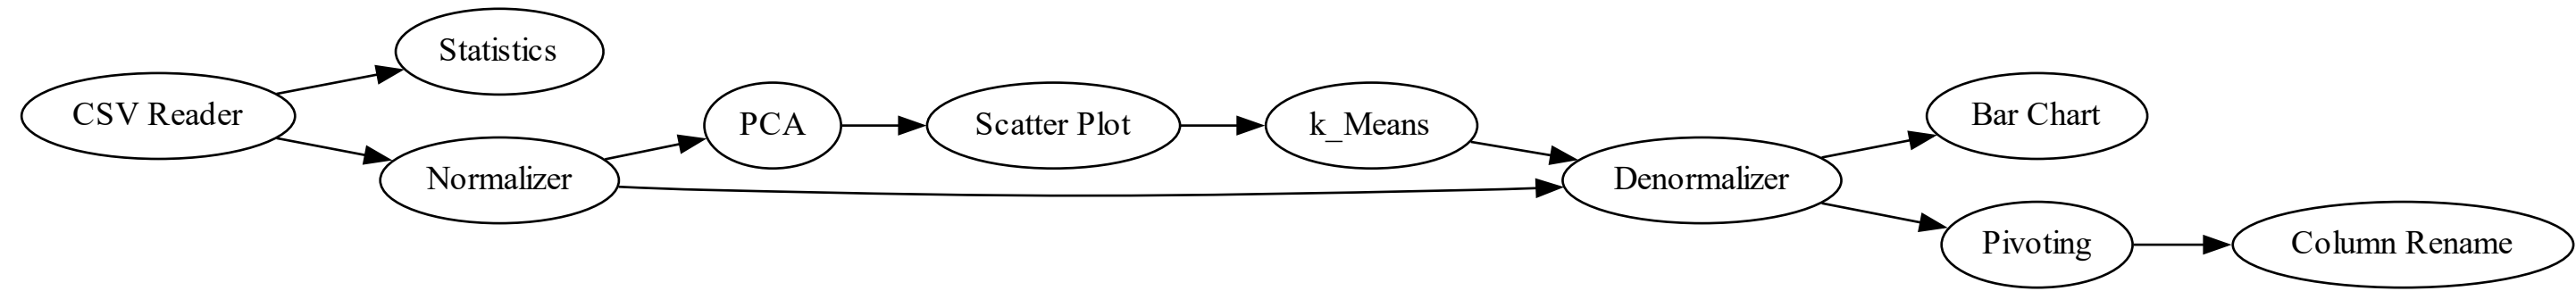 CSV Reader
Statistics
Normalizer
PCA
Scatter Plot
k_Means
Denormalizer
Bar Chart
Pivoting
Column Rename